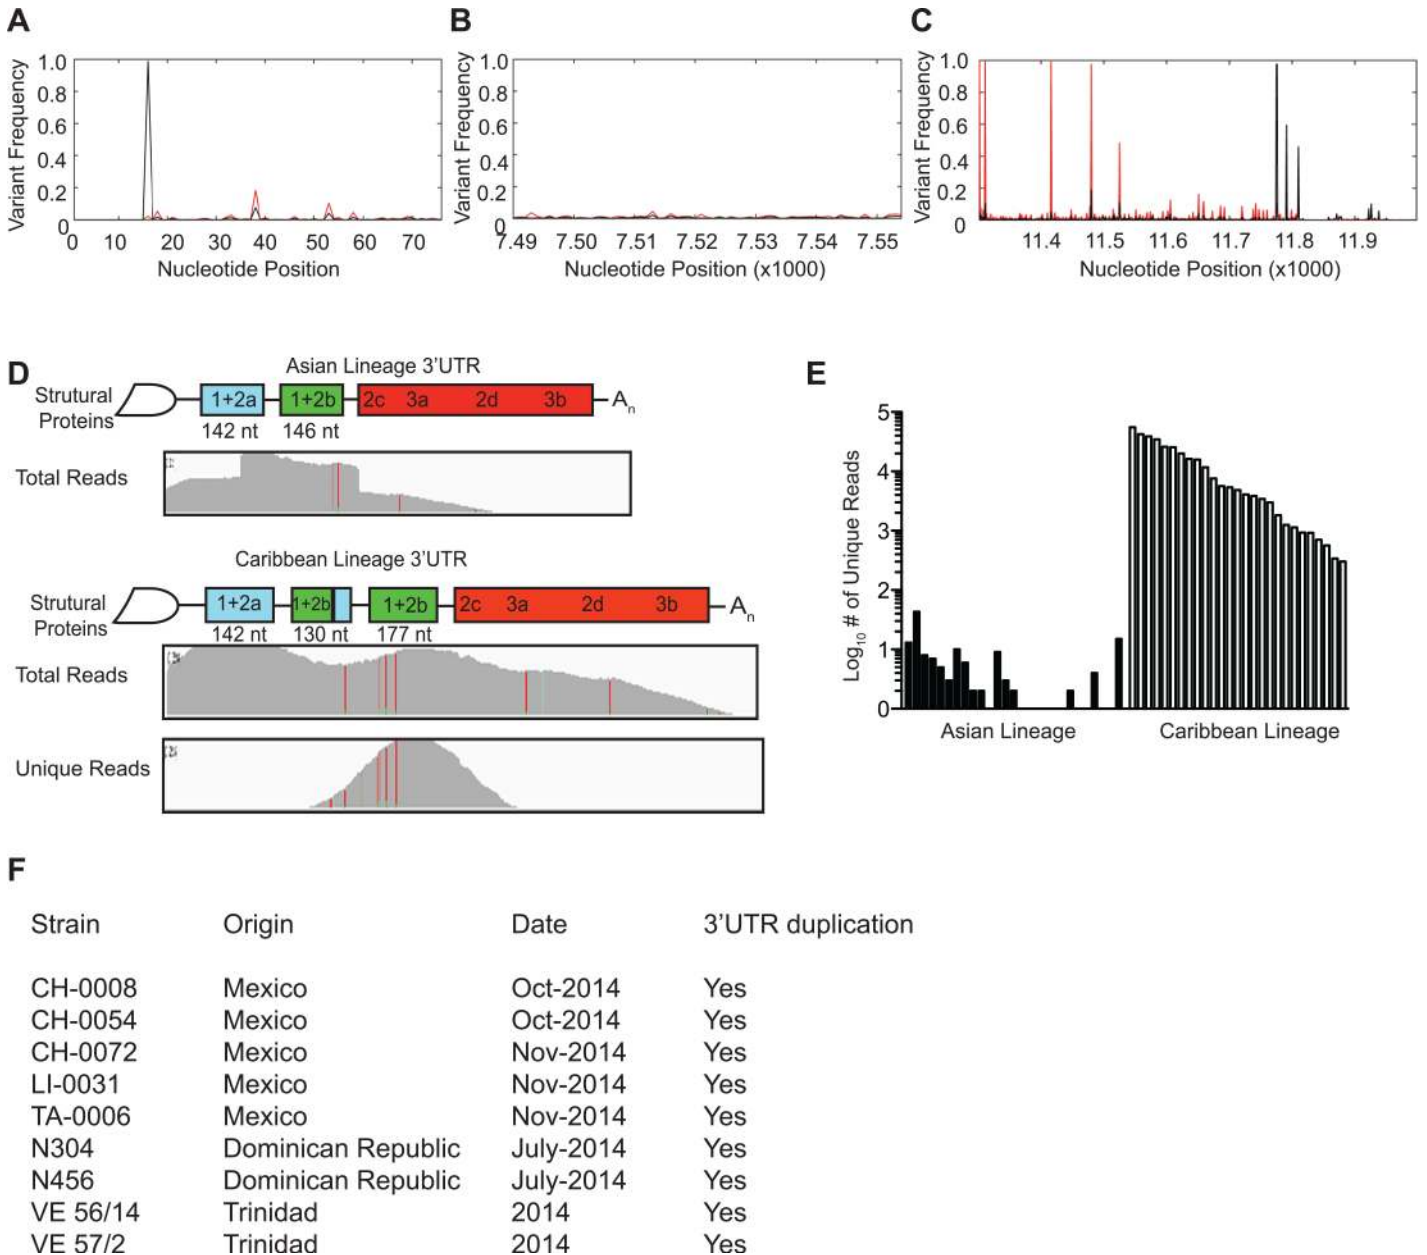 A
B
C
Variant Frequency
1.0
0.8
0.6
0.4
0.2
0
0 10 20 30 40 50 60 70
Nucleotide Position
Variant Frequency
1.0
0.8
0.6
0.4
0.2
0
7.49 7.50 7.51 7.52 7.53 7.54 7.55
Nucleotide Position (x1000)
Variant Frequency
1.0
0.8
0.6
0.4
0.2
0
11.4 11.5 11.6 11.7 11.8 11.9
Nucleotide Position (x1000)
D
Asian Lineage 3'UTR
Strutural
Proteins
1+2a 1+2b 2c 3a 2d 3b An
142 nt 146 nt
Total Reads
Caribbean Lineage 3'UTR
Strutural
Proteins
1+2a 1+2b 1+2b 2c 3a 2d 3b An
142 nt 130 nt 177 nt
Total Reads
Unique Reads
E
Log10 # of Unique Reads
5
4
3
2
1
0
Asian Lineage Caribbean Lineage
F
Strain Origin Date 3'UTR duplication
CH-0008 Mexico Oct-2014 Yes
CH-0054 Mexico Oct-2014 Yes
CH-0072 Mexico Nov-2014 Yes
LI-0031 Mexico Nov-2014 Yes
TA-0006 Mexico Nov-2014 Yes
N304 Dominican Republic July-2014 Yes
N456 Dominican Republic July-2014 Yes
VE 56/14 Trinidad 2014 Yes
VE 57/2 Trinidad 2014 Yes